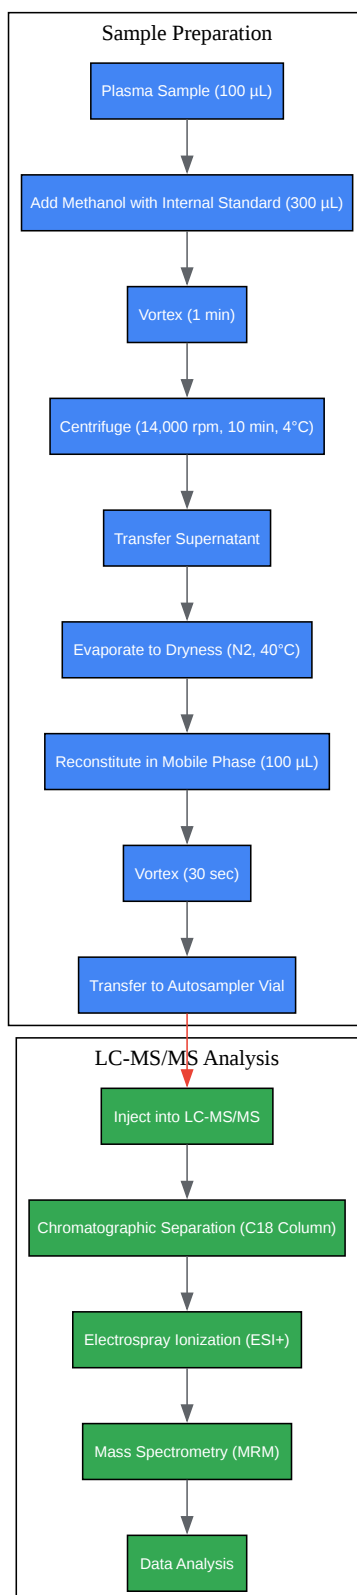 Sample Preparation
Plasma Sample (100 µL)
Add Methanol with Internal Standard (300 µL)
Vortex (1 min)
Centrifuge (14,000 rpm, 10 min, 4°C)
Transfer Supernatant
Evaporate to Dryness (N2, 40°C)
Reconstitute in Mobile Phase (100 µL)
Vortex (30 sec)
Transfer to Autosampler Vial
LC-MS/MS Analysis
Inject into LC-MS/MS
Chromatographic Separation (C18 Column)
Electrospray Ionization (ESI+)
Mass Spectrometry (MRM)
Data Analysis